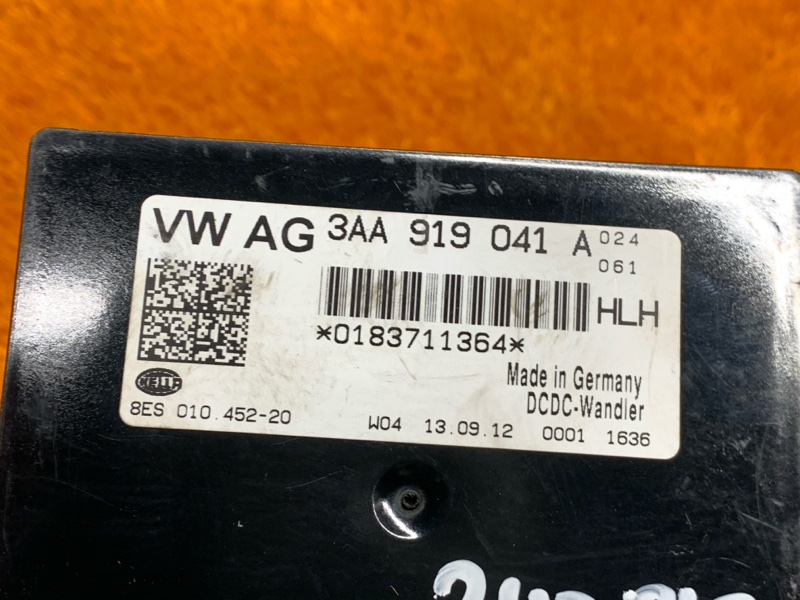 VW AG 3AA 919 041 A 024
061
HLH
*0183711364*
Made in Germany
DCDC-Wandler
HELLA
8ES 010.452-20 W04 13.09.12 0001 1636